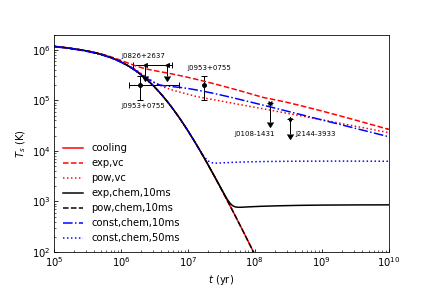 10⁶
10⁵
10⁴
10³
10²
T_s (K)
J0826+2637
J0953+0755
J0953+0755
J0108-1431
J2144-3933
cooling
exp,vc
pow,vc
exp,chem,10ms
pow,chem,10ms
const,chem,10ms
const,chem,50ms
10⁵ 10⁶ 10⁷ 10⁸ 10⁹ 10¹⁰
t (yr)